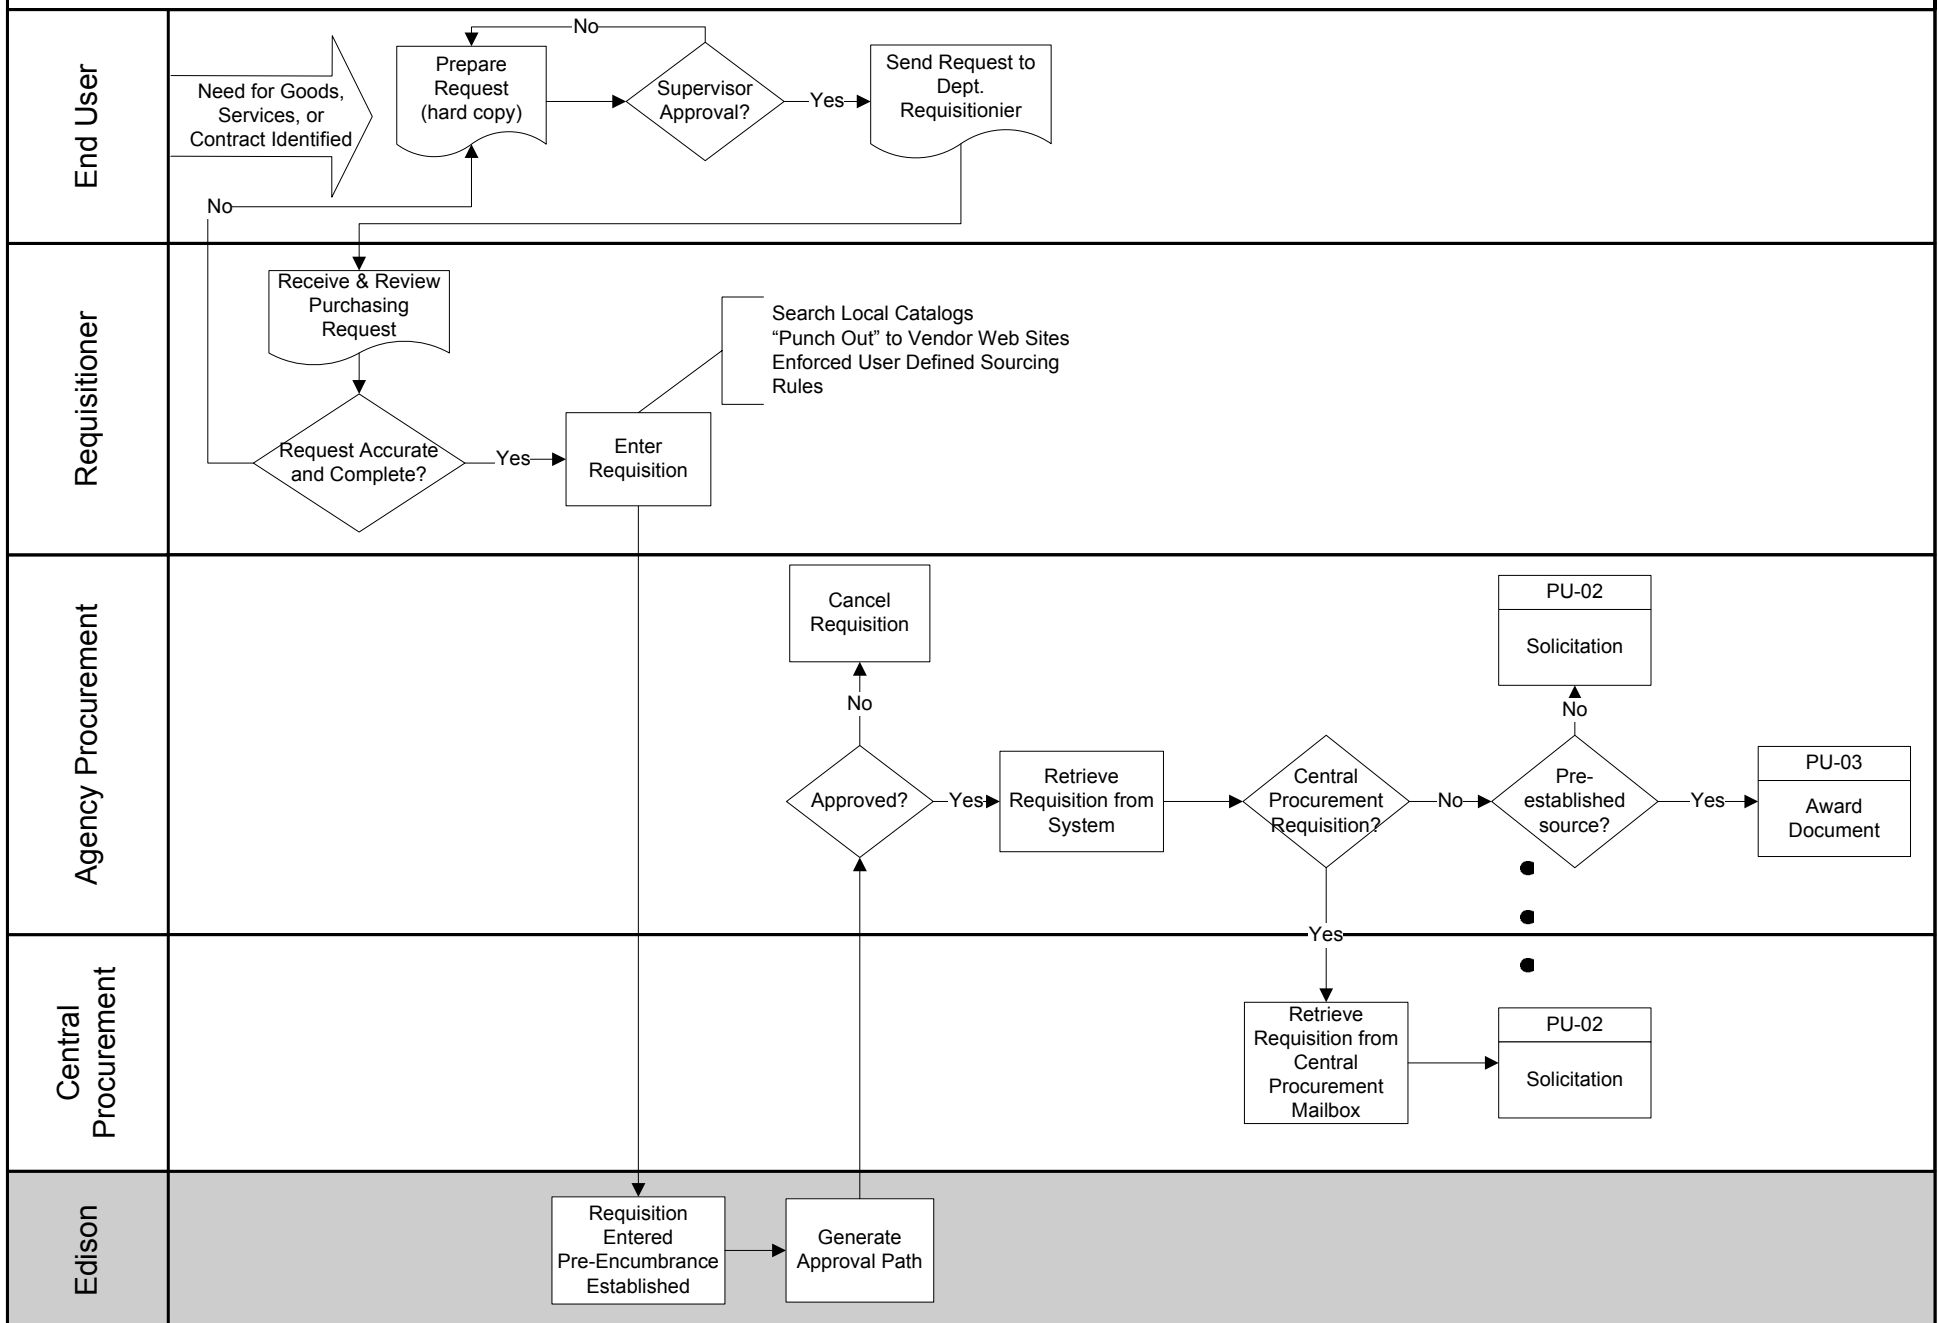 End User
Need for Goods,
Services, or
Contract Identified
No
Prepare
Request
(hard copy)
Supervisor
Approval?
Yes
Send Request to
Dept.
Requisitionier
No
Requisitioner
Receive & Review
Purchasing
Request
Request Accurate
and Complete?
Yes
Enter
Requisition
Search Local Catalogs
“Punch Out” to Vendor Web Sites
Enforced User Defined Sourcing
Rules
Agency Procurement
Cancel
Requisition
No
Approved?
Yes
Retrieve
Requisition from
System
Central
Procurement
Requisition?
No
Pre-
established
source?
No
PU-02
Solicitation
Yes
PU-03
Award
Document
Yes
Central
Procurement
Retrieve
Requisition from
Central
Procurement
Mailbox
PU-02
Solicitation
Edison
Requisition
Entered
Pre-Encumbrance
Established
Generate
Approval Path